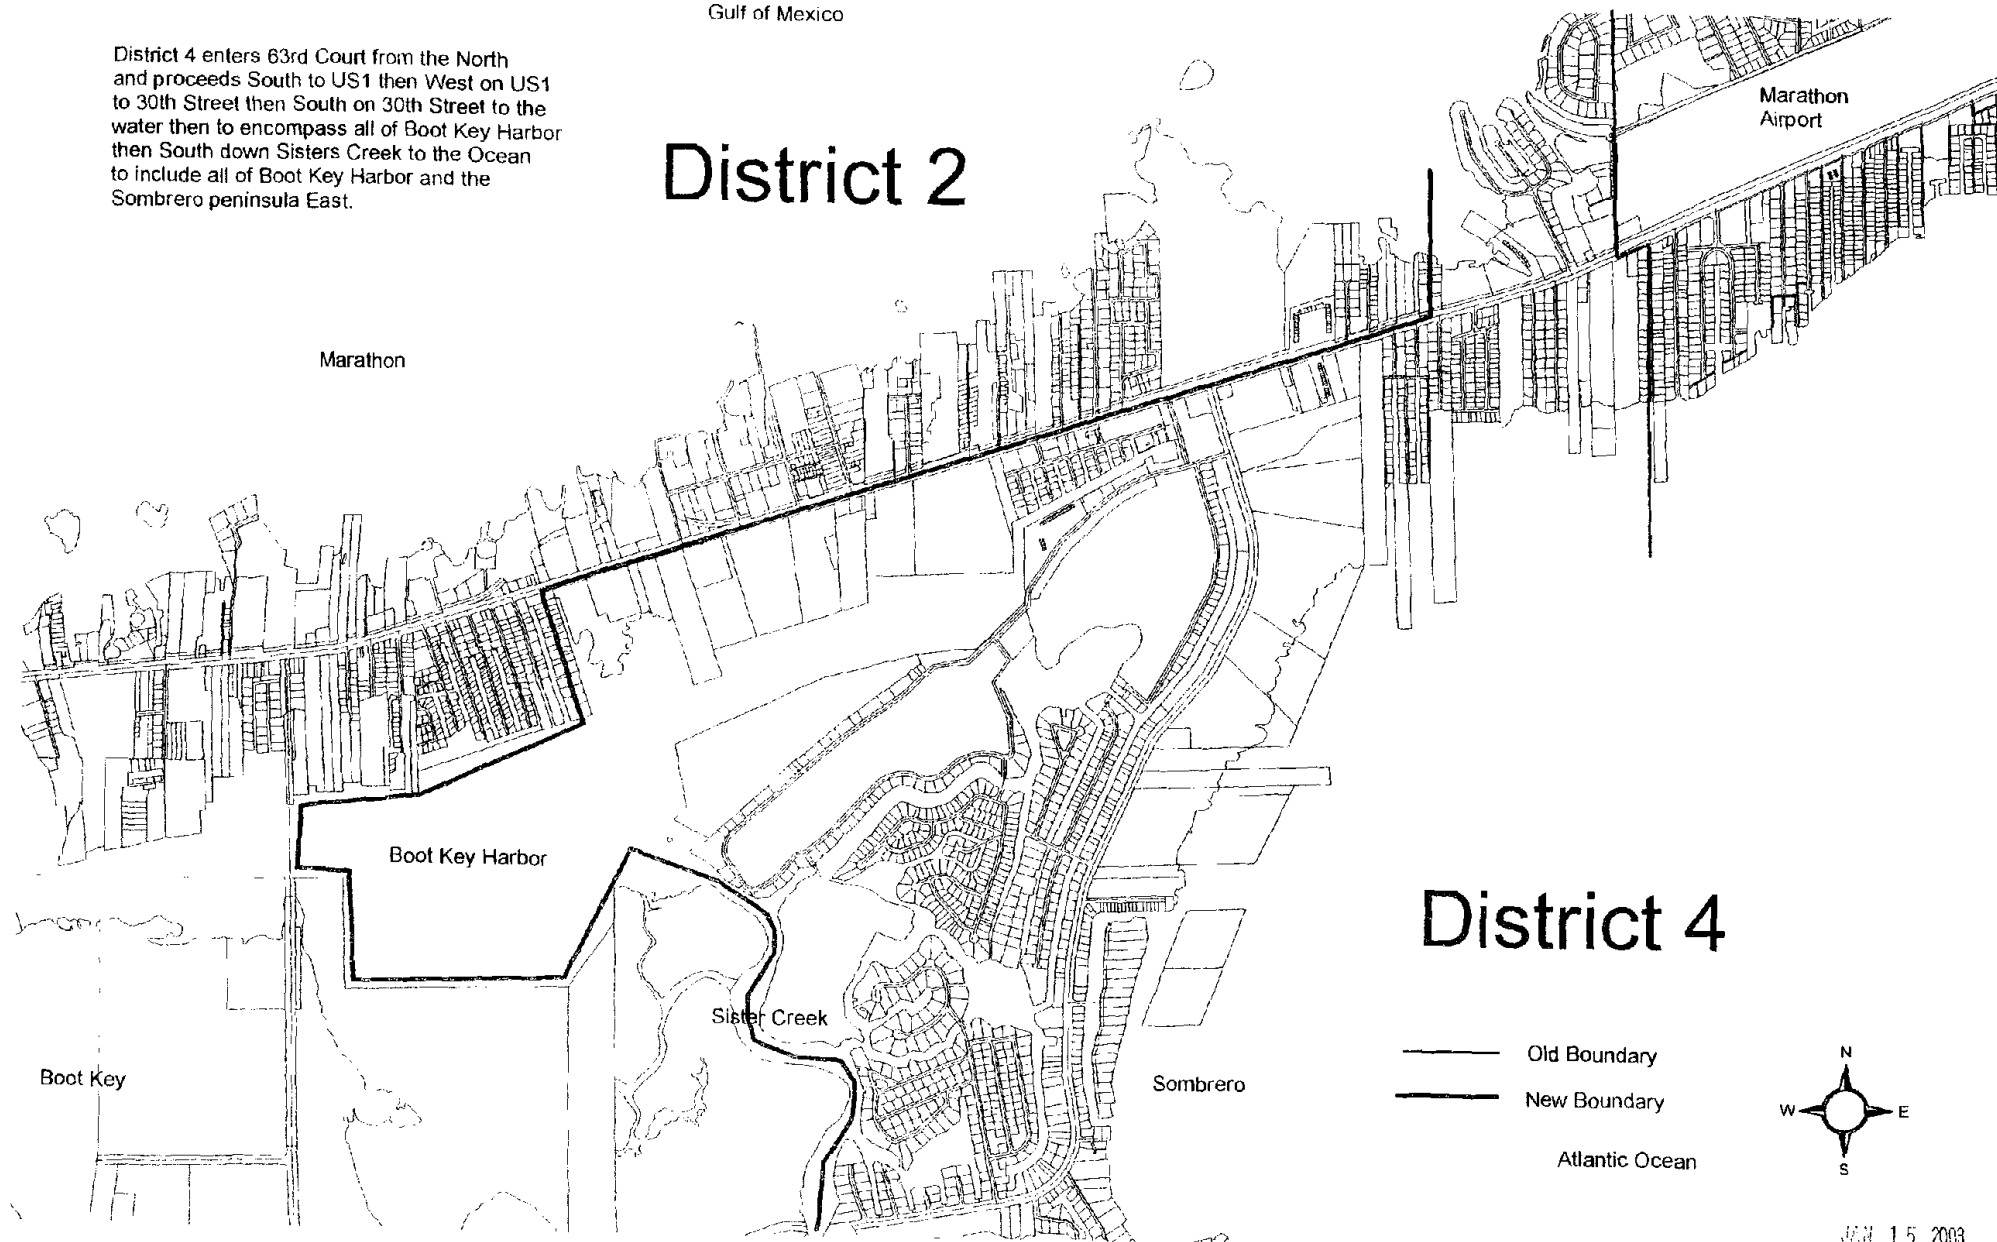 Gulf of Mexico
District 4 enters 63rd Court from the North
and proceeds South to US1 then West on US1
to 30th Street then South on 30th Street to the
water then to encompass all of Boot Key Harbor
then South down Sisters Creek to the Ocean
to include all of Boot Key Harbor and the
Sombrero peninsula East.
District 2
Marathon
Airport
Marathon
Boot Key Harbor
District 4
Sister Creek
Boot Key
Sombrero
Old Boundary
New Boundary
N
W E
S
Atlantic Ocean
JAN 15 2003